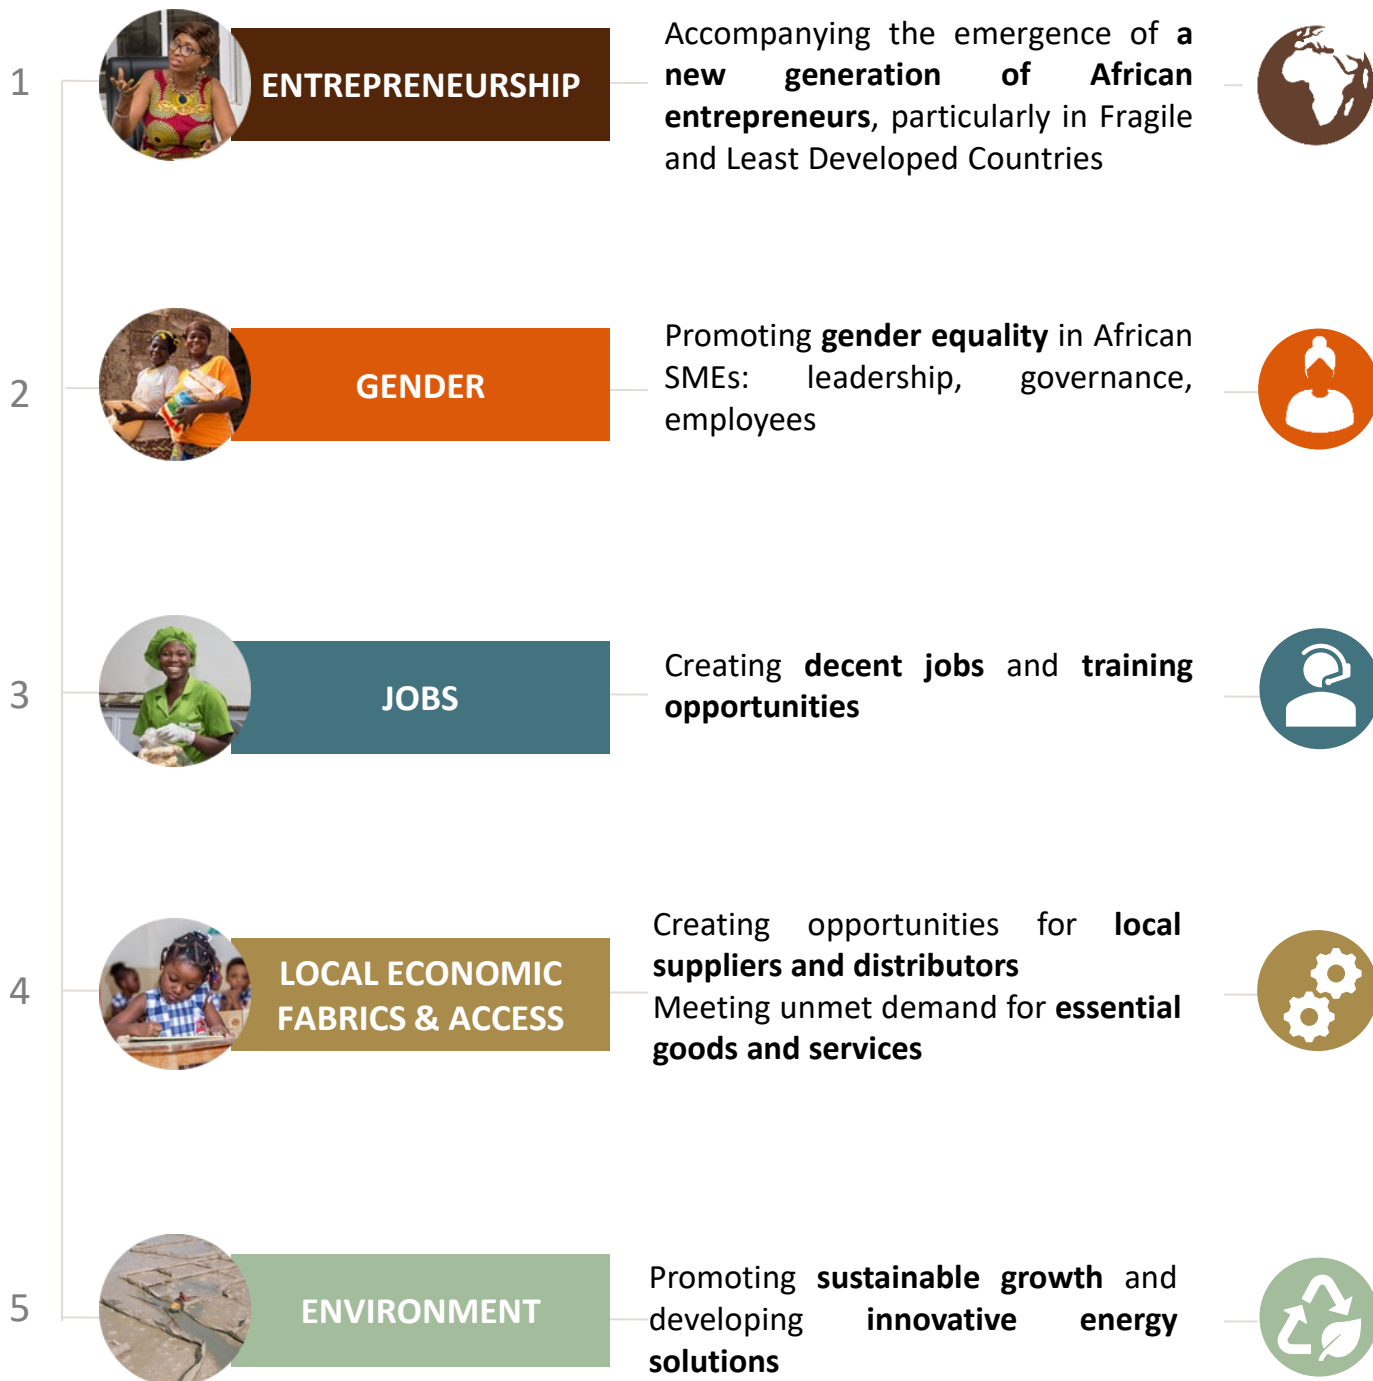 1
ENTREPRENEURSHIP
Accompanying the emergence of a
new generation of African
entrepreneurs, particularly in Fragile
and Least Developed Countries
2
GENDER
Promoting gender equality in African
SMEs: leadership, governance,
employees
3
JOBS
Creating decent jobs and training
opportunities
4
LOCAL ECONOMIC
FABRICS & ACCESS
Creating opportunities for local
suppliers and distributors
Meeting unmet demand for essential
goods and services
5
ENVIRONMENT
Promoting sustainable growth and
developing innovative energy
solutions